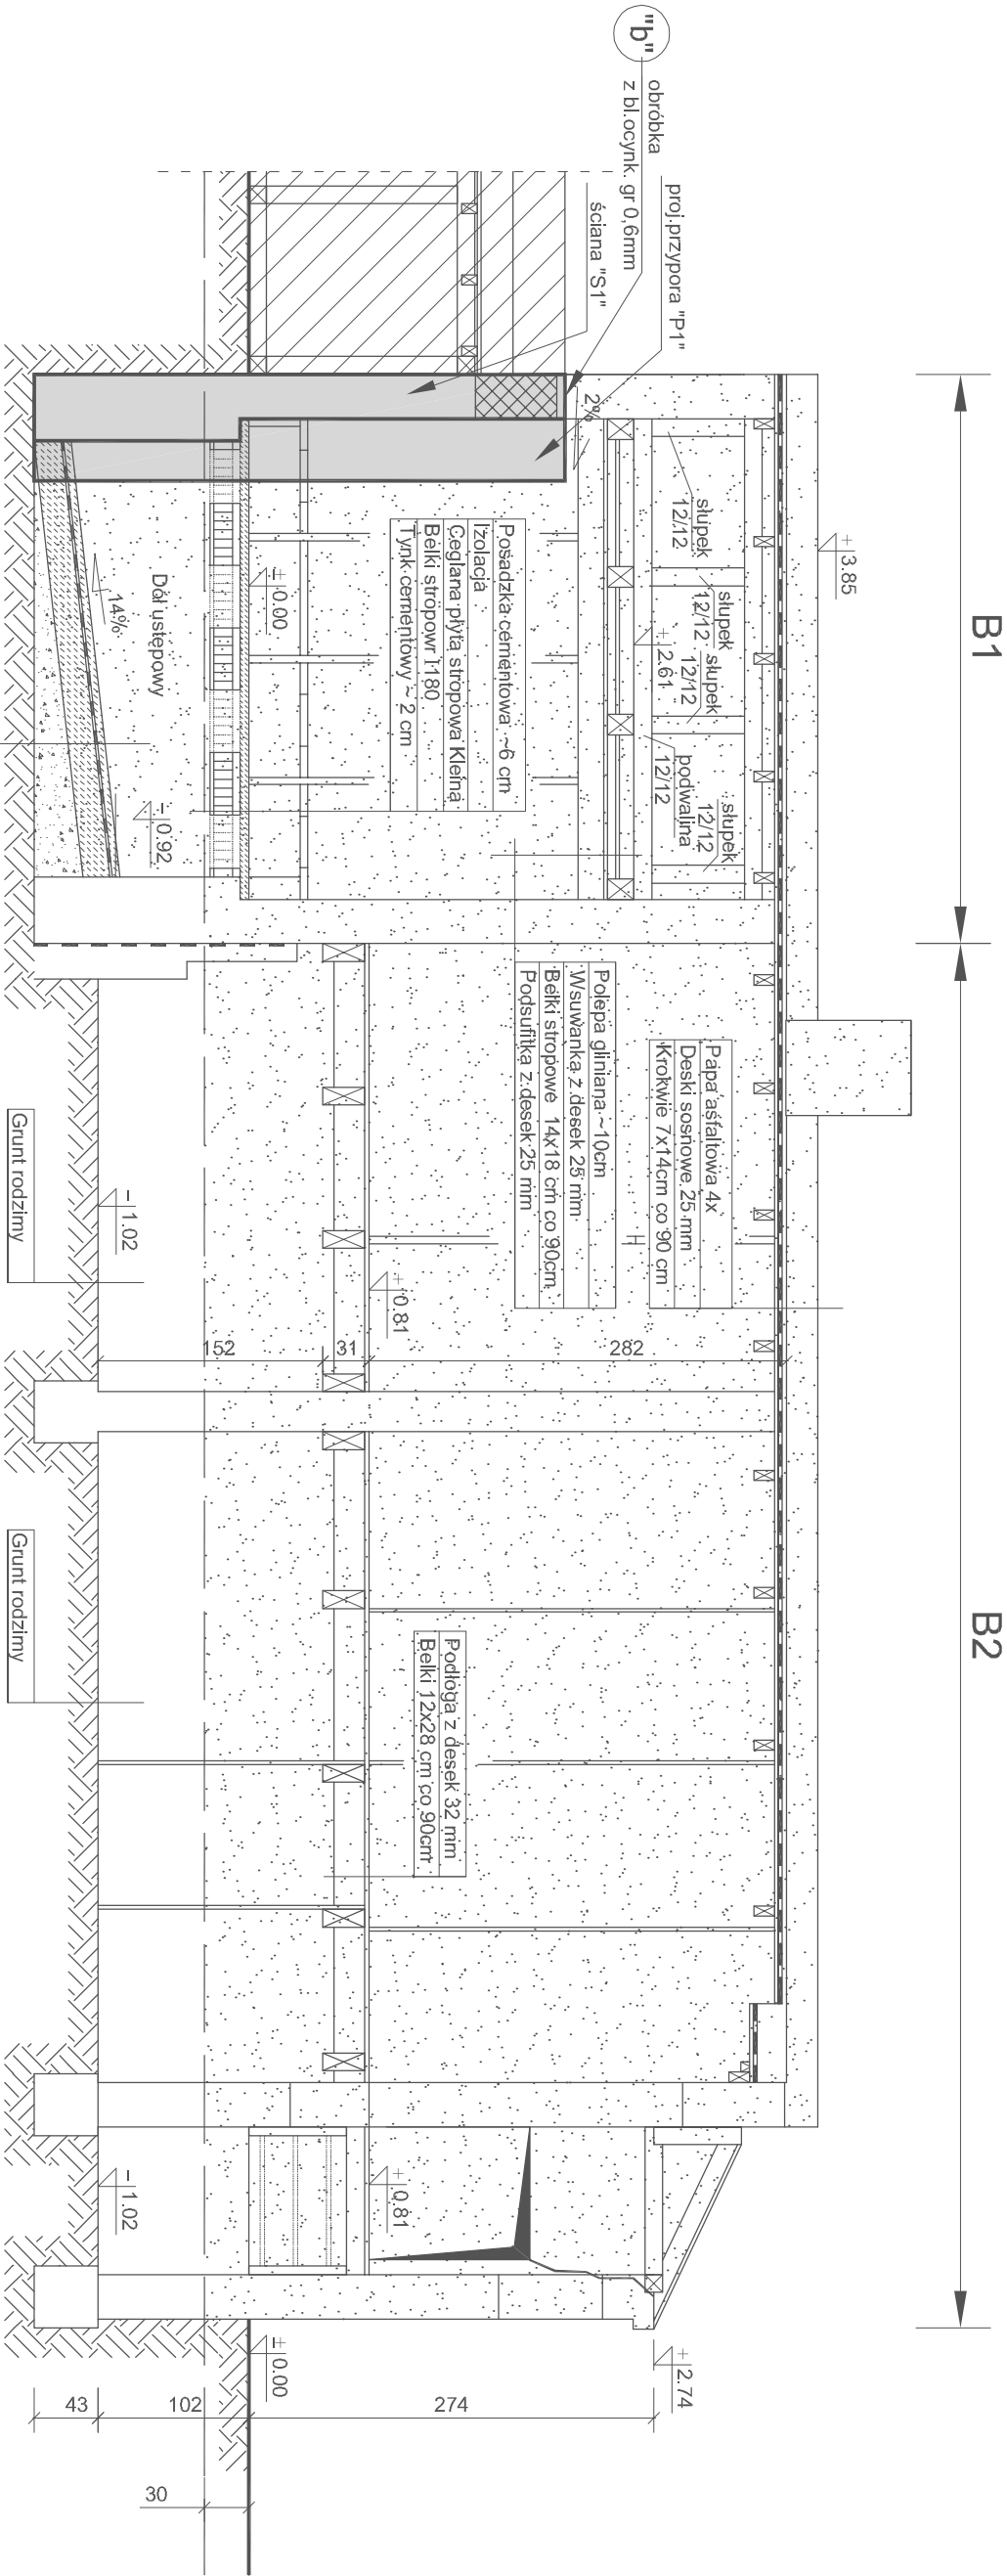 B1
B2
"b"
obróbka
z bl.ocynk. gr 0,6mm
proj.przypora "P1"
ściana "S1"
2%
+ 3.85
słupek
12/12
słupek
12/12
słupek
12/12
słupek
12/12
podwalina
12/12
+ 2.61
Posadzka cementowa ~6 cm
Izolacja
Ceglana płyta stropowa Kleina
Belki stropowr I 180
Tynk cementowy ~ 2 cm
± 0.00
Dół ustępowy
14%
- 0.92
Papa asfaltowa 4x
Deski sosnowe 25 mm
Krokwie 7x14cm co 90 cm
Polepa gliniana ~10cm
Wsuwanka z desek 25 mm
Belki stropowe 14x18 cm co 90cm
Podsufitka z desek 25 mm
H
+ 0.81
282
31
152
- 1.02
Grunt rodzimy
Grunt rodzimy
Podłoga z desek 32 mm
Belki 12x28 cm co 90cm
+ 0.81
- 1.02
+ 2.74
± 0.00
274
102
43
30